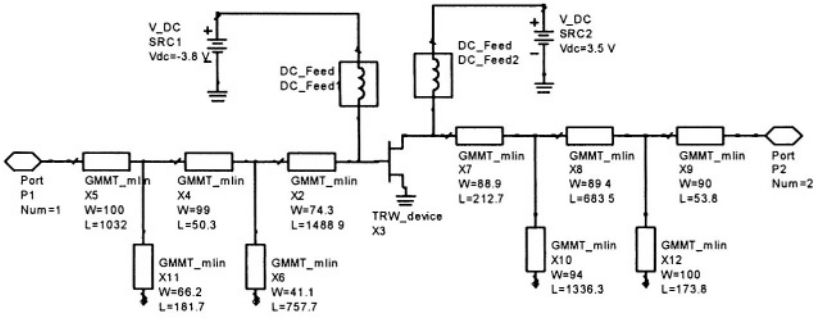 V_DC
SRC1
Vdc=-3.8 V
DC_Feed
DC_Feed1
DC_Feed
DC_Feed2
V_DC
SRC2
Vdc=3.5 V
Port
P1
Num=1
GMMT_mlin
X5
W=100
L=1032
GMMT_mlin
X4
W=99
L=50.3
GMMT_mlin
X2
W=74.3
L=1488 9
TRW_device
X3
GMMT_mlin
X7
W=88.9
L=212.7
GMMT_mlin
X8
W=89 4
L=683 5
GMMT_mlin
X9
W=90
L=53.8
Port
P2
Num=2
GMMT_mlin
X11
W=66.2
L=181.7
GMMT_mlin
X6
W=41.1
L=757.7
GMMT_mlin
X10
W=94
L=1336.3
GMMT_mlin
X12
W=100
L=173.8